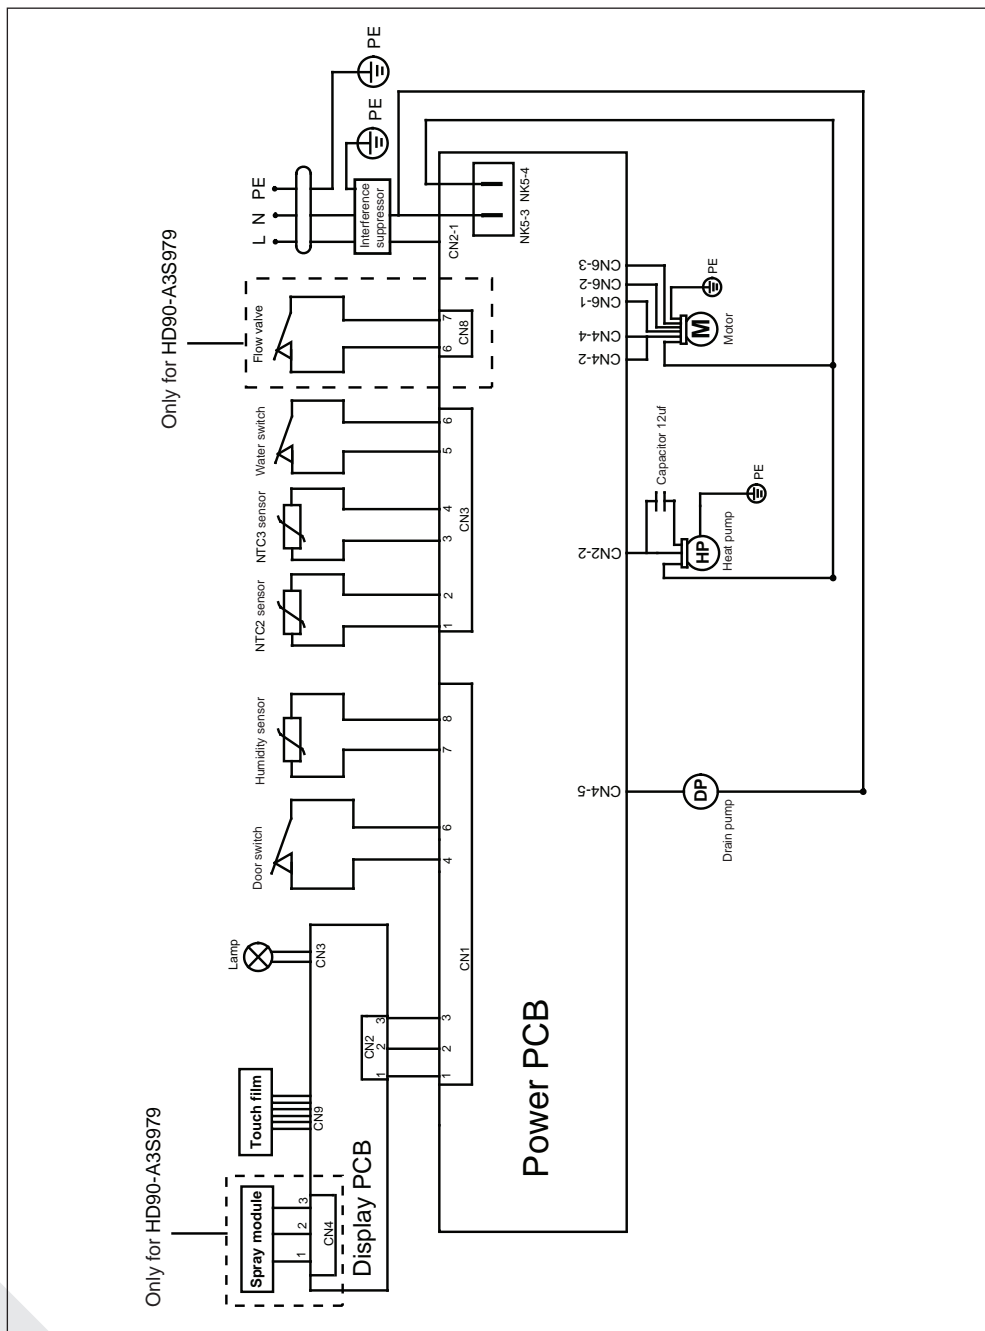 Only for HD90-A3S979
Spray module
1
2
3
CN4
Touch film
CN9
Lamp
CN3
Display PCB
CN2
1
2
3
1
2
3
CN1
Door switch
4
6
Humidity sensor
7
8
NTC2 sensor
1
2
NTC3 sensor
3
4
CN3
Water switch
5
6
Only for HD90-A3S979
Flow valve
6
7
CN8
L
N
PE
Interference
suppressor
PE
PE
CN2-1
NK5-3
NK5-4
Power PCB
CN4-5
DP
Drain pump
CN2-2
Capacitor 12uf
HP
Heat pump
PE
CN4-2
CN4-4
CN6-1
CN6-2
CN6-3
M
Motor
PE